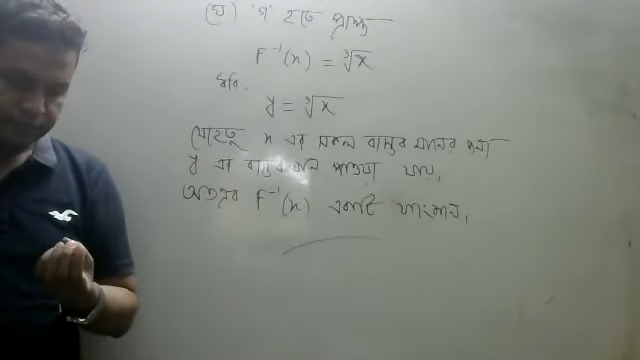 (ঘ) 'গ' হতে প্রাপ্ত
F⁻¹(x) = ∛x
ধরি,
y = ∛x
যেহেতু x এর সকল বাস্তব মানের জন্য
y এর বাস্তব মান পাওয়া যায়,
অতএব F⁻¹(x) একটি ফাংশন,